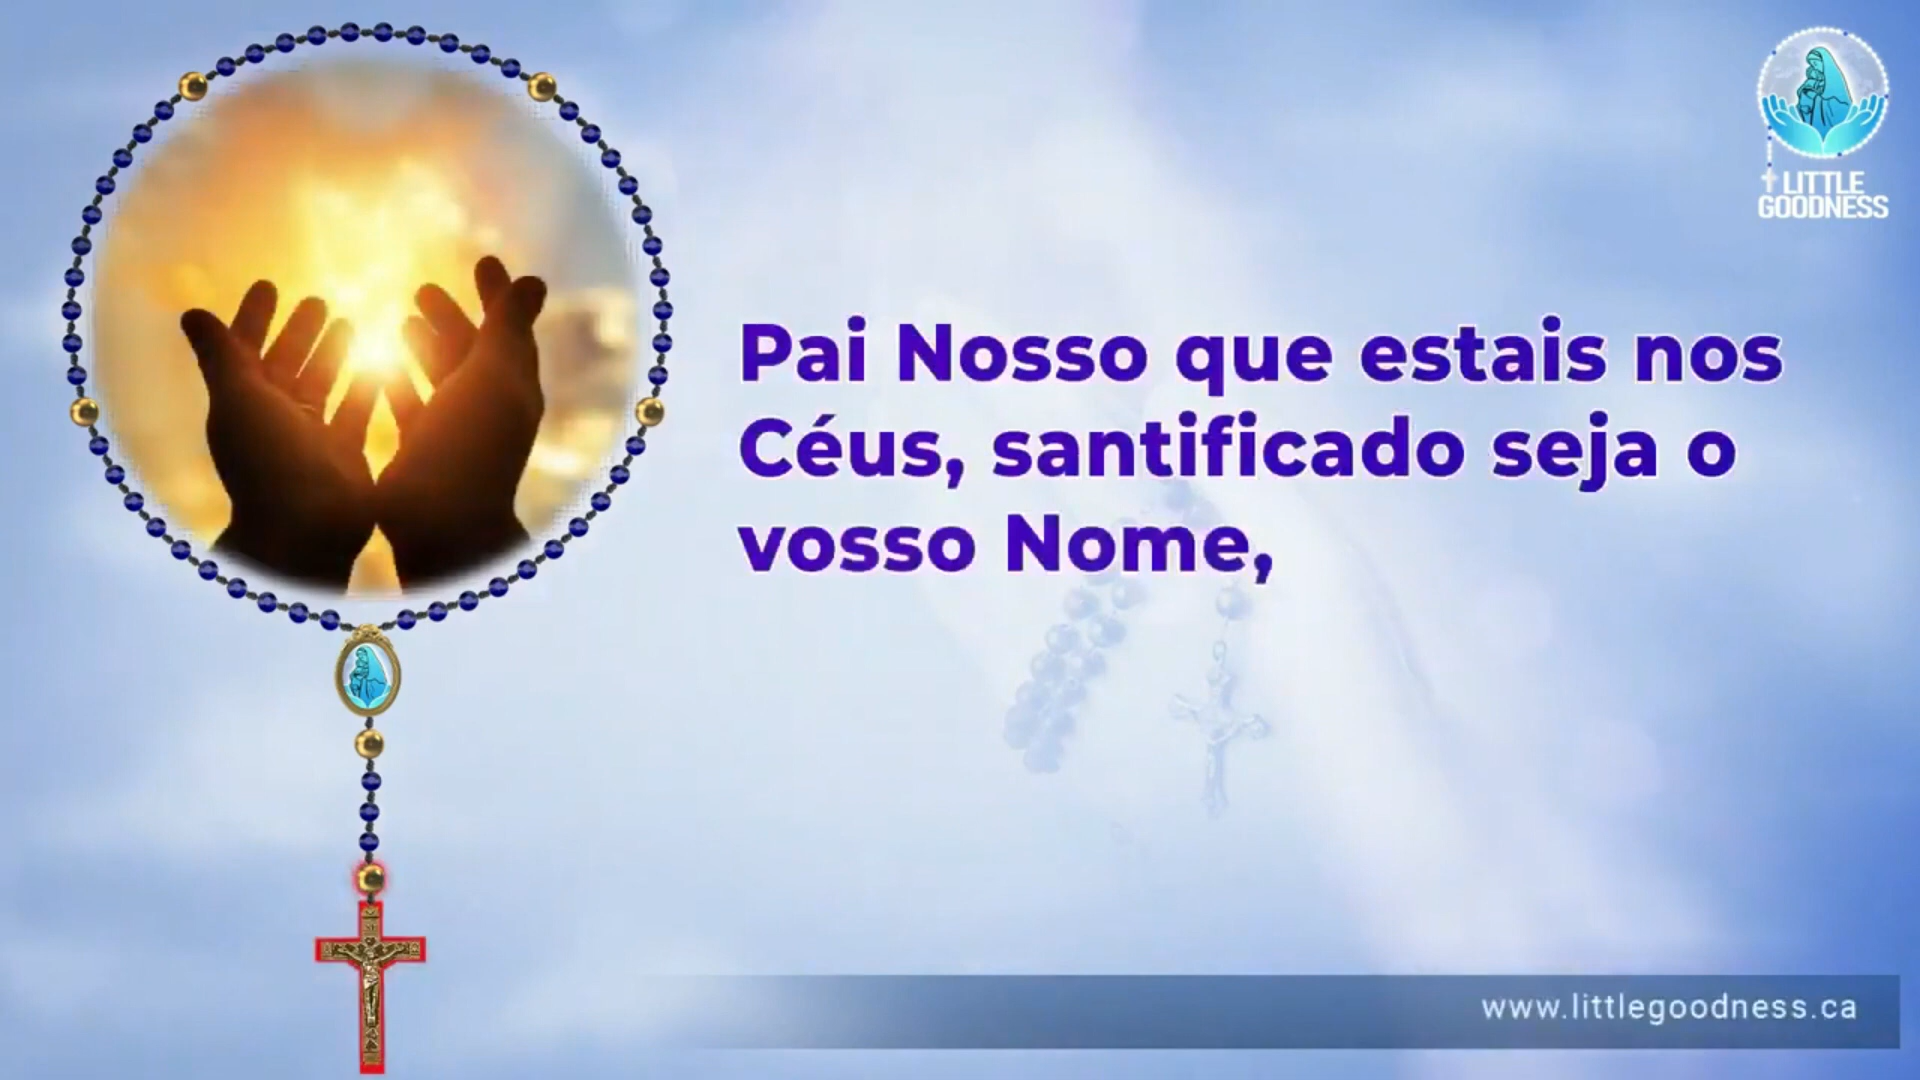 LITTLE
GOODNESS
Pai Nosso que estais nos
Céus, santificado seja o
vosso Nome,
www.littlegoodness.ca